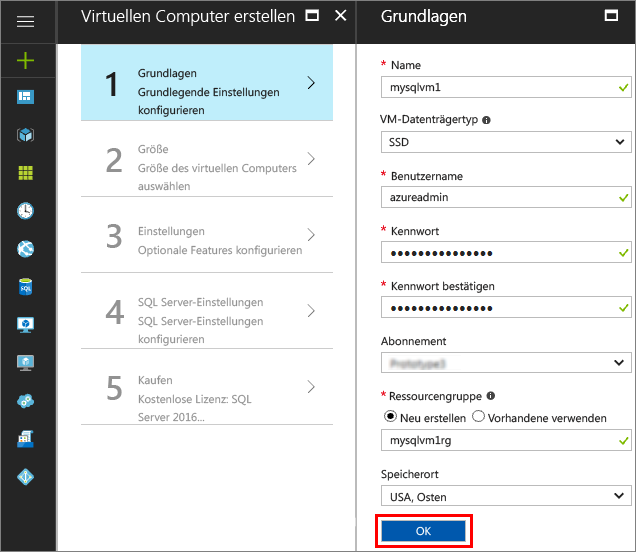 Virtuellen Computer erstellen
1
Grundlagen
Grundlegende Einstellungen
konfigurieren
2
Größe
Größe des virtuellen Computers
auswählen
3
Einstellungen
Optionale Features konfigurieren
4
SQL Server-Einstellungen
SQL Server-Einstellungen
konfigurieren
5
Kaufen
Kostenlose Lizenz: SQL
Server 2016...
Grundlagen
* Name
mysqlvm1
VM-Datenträgertyp
SSD
* Benutzername
azureadmin
* Kennwort
•••••••••••••••
* Kennwort bestätigen
•••••••••••••••
Abonnement
* Ressourcengruppe
Neu erstellen Vorhandene verwenden
mysqlvm1rg
Speicherort
USA, Osten
OK
SQL